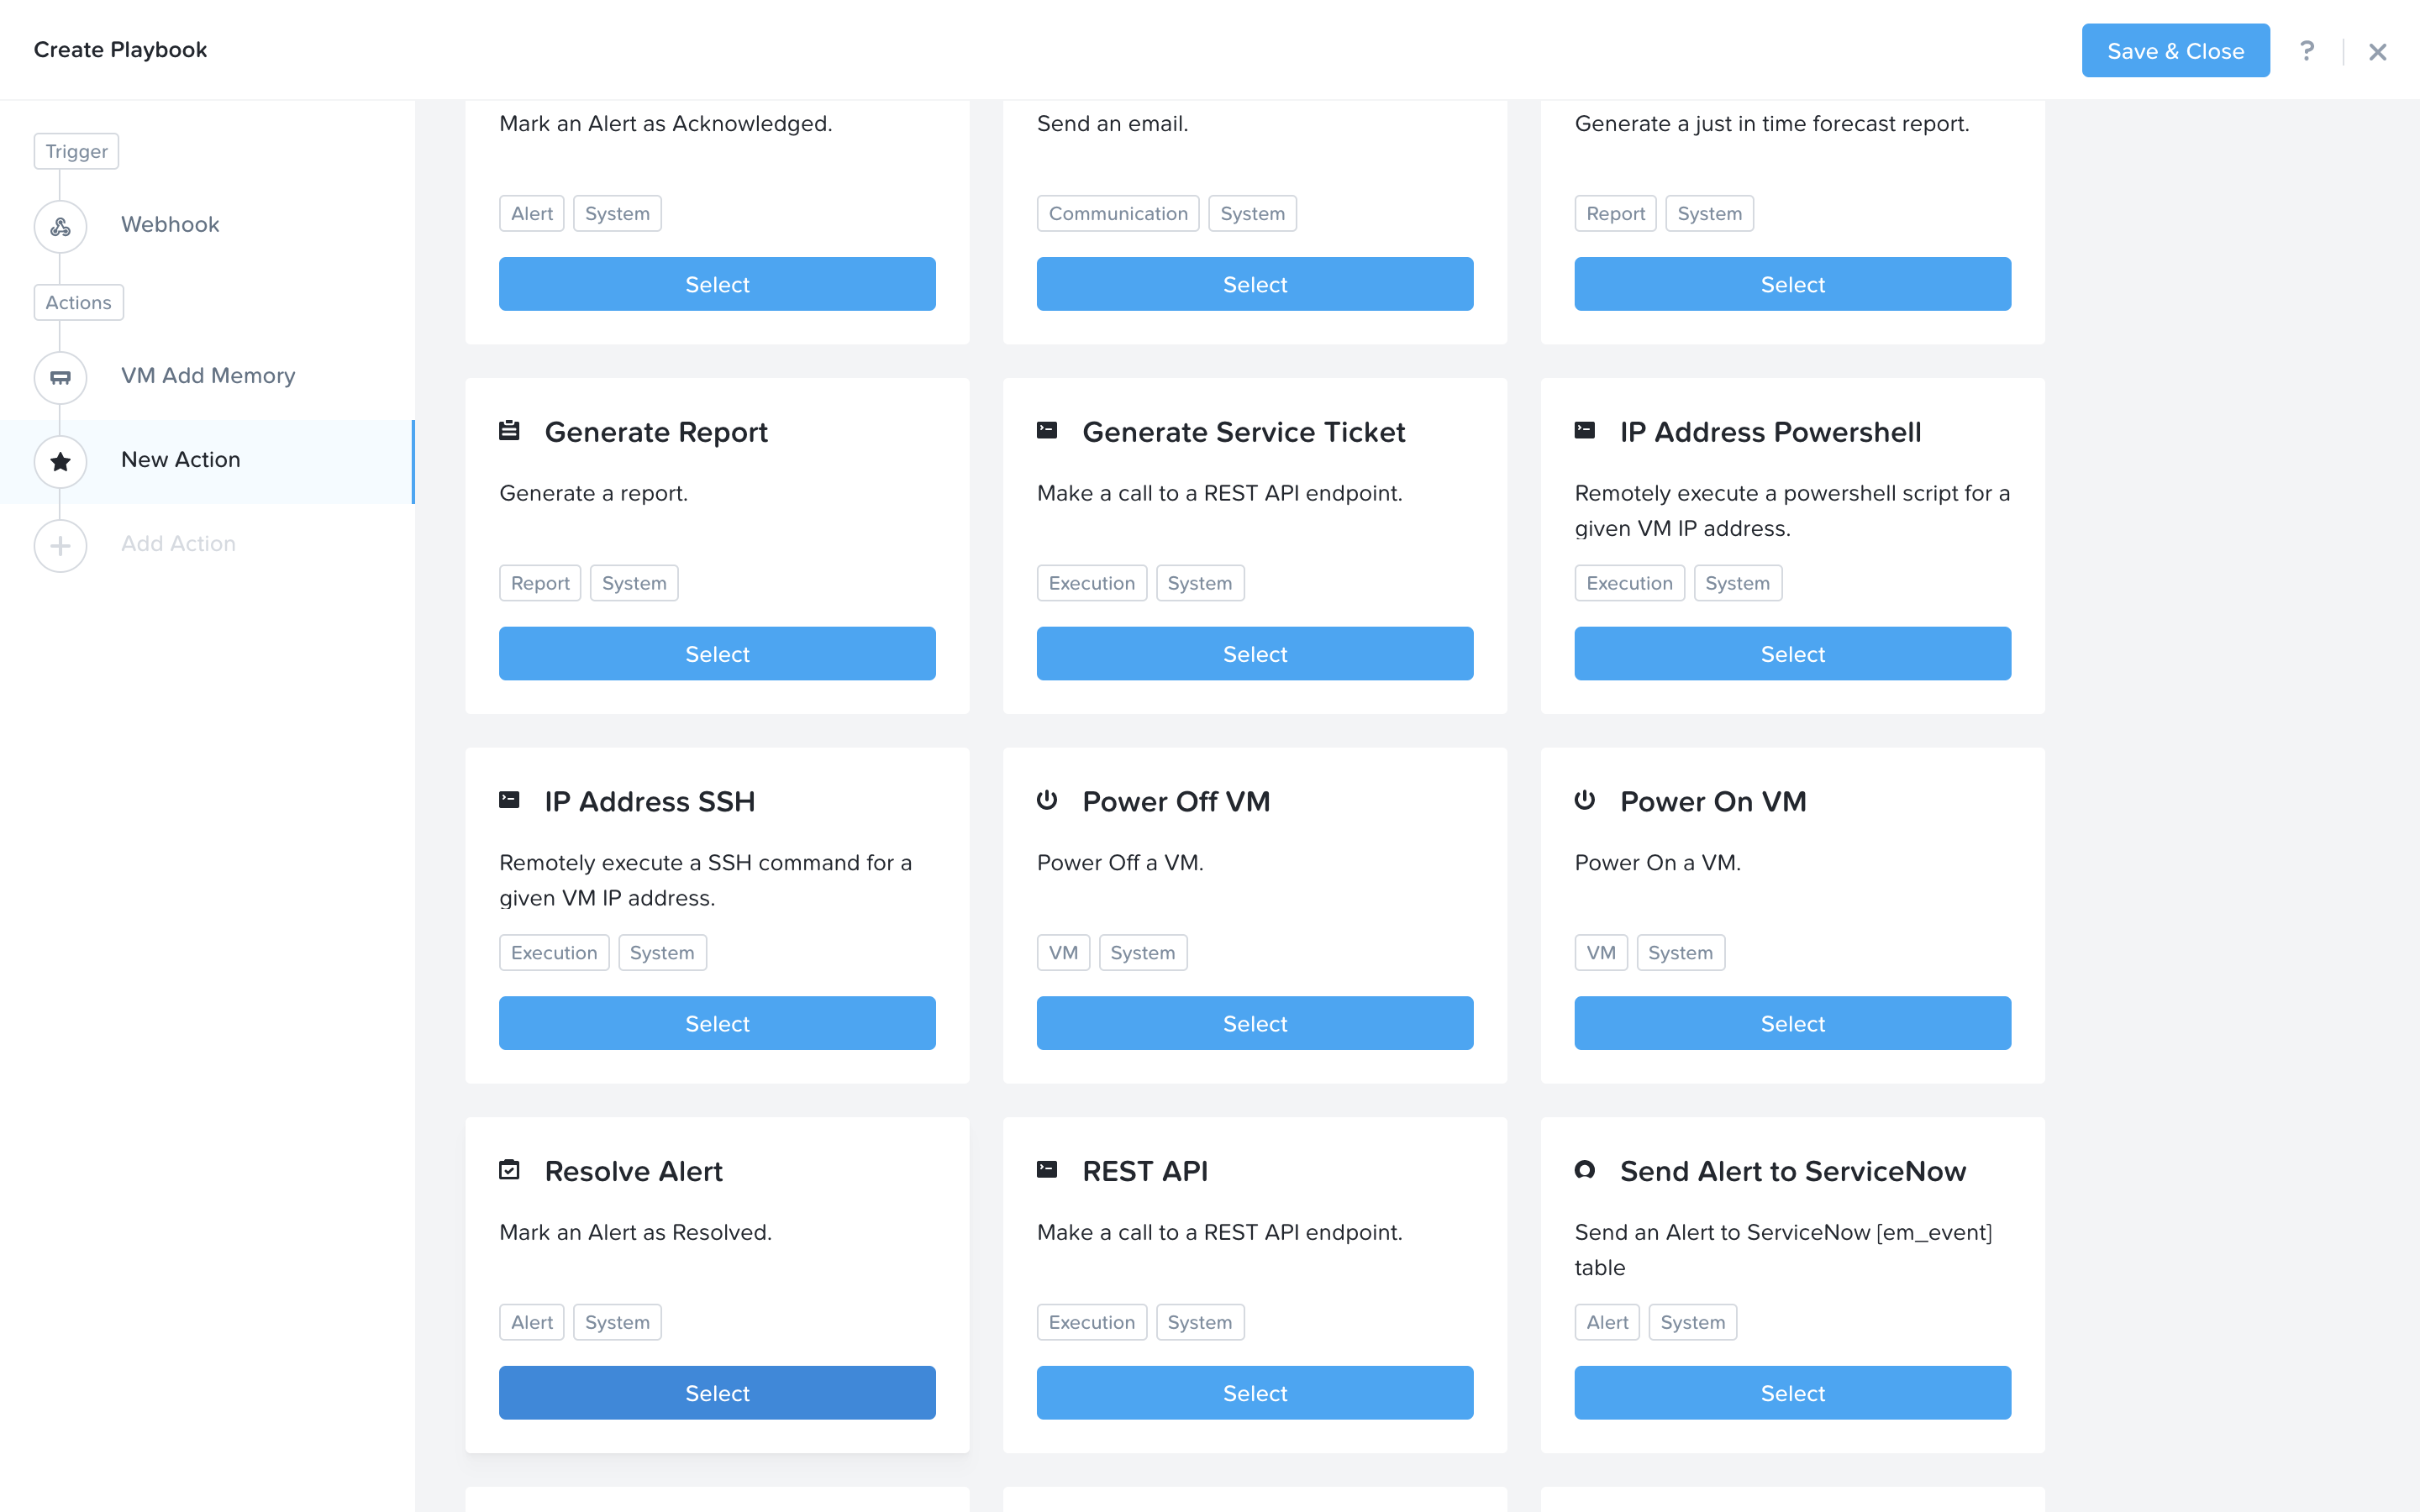 Create Playbook
Save & Close
?
Trigger
Webhook
Actions
VM Add Memory
New Action
Add Action
Mark an Alert as Acknowledged.
Alert System
Select
Send an email.
Communication System
Select
Generate a just in time forecast report.
Report System
Select
Generate Report
Generate a report.
Report System
Select
Generate Service Ticket
Make a call to a REST API endpoint.
Execution System
Select
IP Address Powershell
Remotely execute a powershell script for a
given VM IP address.
Execution System
Select
IP Address SSH
Remotely execute a SSH command for a
given VM IP address.
Execution System
Select
Power Off VM
Power Off a VM.
VM System
Select
Power On VM
Power On a VM.
VM System
Select
Resolve Alert
Mark an Alert as Resolved.
Alert System
Select
REST API
Make a call to a REST API endpoint.
Execution System
Select
Send Alert to ServiceNow
Send an Alert to ServiceNow [em_event]
table
Alert System
Select